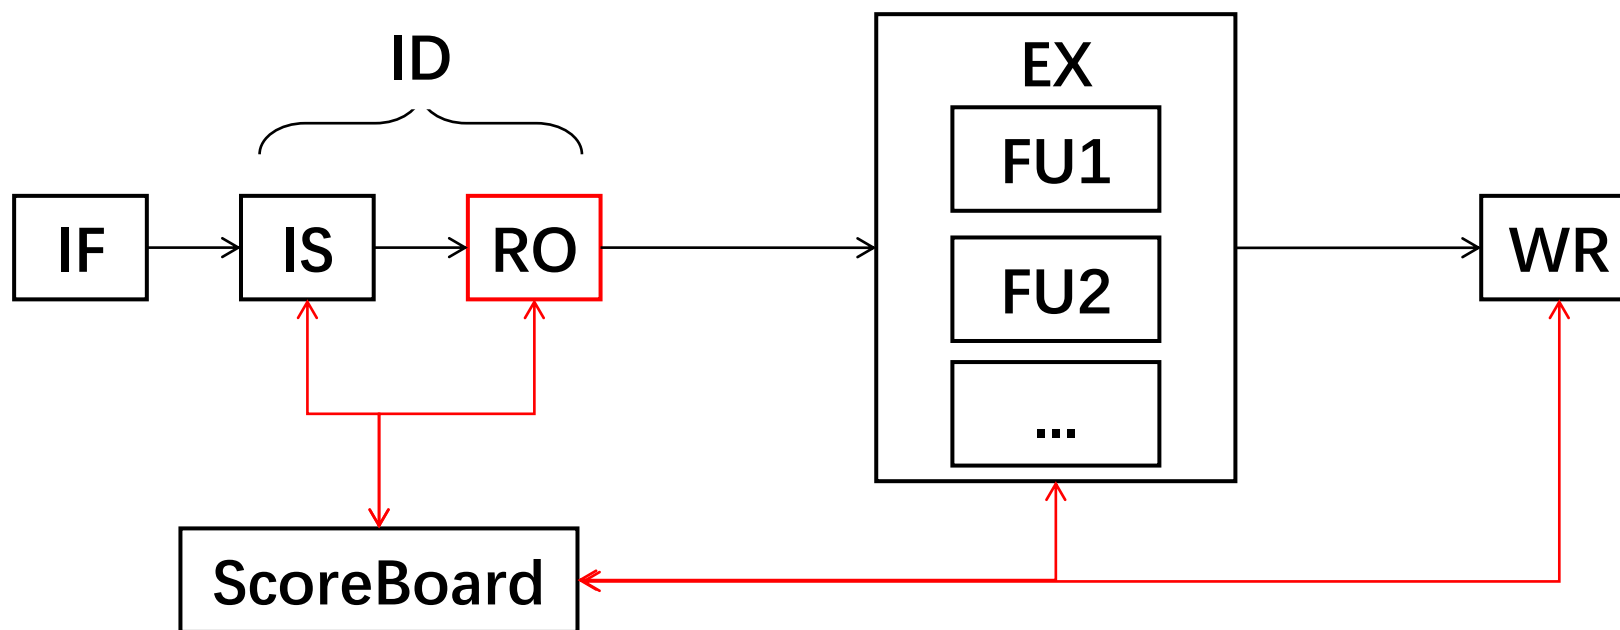 ID
EX
FU1
IF
IS
RO
WR
FU2
...
ScoreBoard